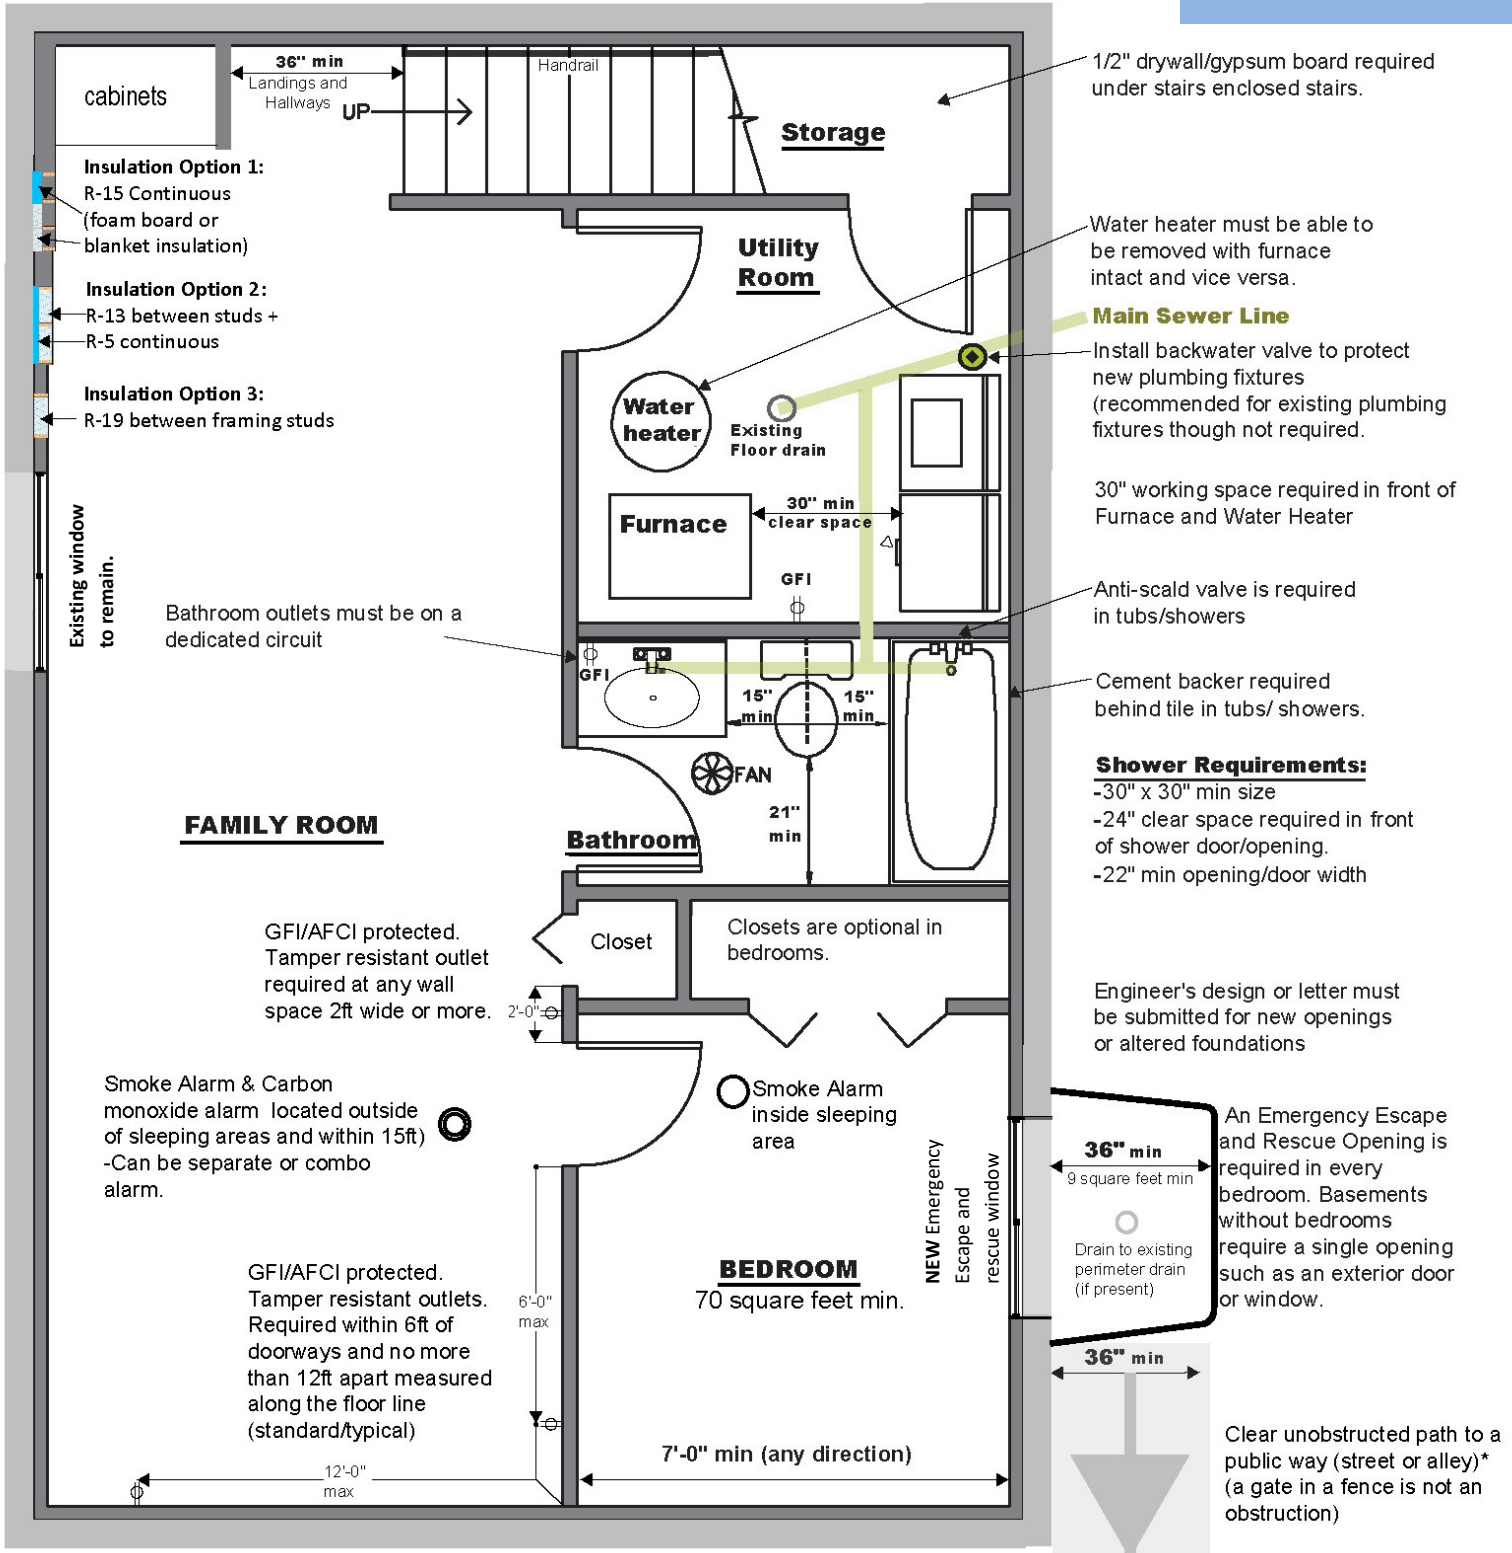 cabinets
36" min
Landings and
Hallways
UP
Handrail
Storage
1/2" drywall/gypsum board required
under stairs enclosed stairs.
Insulation Option 1:
R-15 Continuous
(foam board or
blanket insulation)
Insulation Option 2:
R-13 between studs +
R-5 continuous
Insulation Option 3:
R-19 between framing studs
Utility
Room
Water heater must be able to
be removed with furnace
intact and vice versa.
Main Sewer Line
Install backwater valve to protect
new plumbing fixtures
(recommended for existing plumbing
fixtures though not required.
Water
heater
Existing
Floor drain
30" working space required in front of
Furnace and Water Heater
Furnace
30" min
clear space
GFI
Existing window
to remain.
Bathroom outlets must be on a
dedicated circuit
Anti-scald valve is required
in tubs/showers
GFI
15"
min
15"
min
Cement backer required
behind tile in tubs/ showers.
FAN
21"
min
Bathroom
FAMILY ROOM
Shower Requirements:
-30" x 30" min size
-24" clear space required in front
of shower door/opening.
-22" min opening/door width
GFI/AFCI protected.
Tamper resistant outlet
required at any wall
space 2ft wide or more.
2'-0"
Closet
Closets are optional in
bedrooms.
Engineer's design or letter must
be submitted for new openings
or altered foundations
Smoke Alarm & Carbon
monoxide alarm located outside
of sleeping areas and within 15ft)
-Can be separate or combo
alarm.
Smoke Alarm
inside sleeping
area
NEW Emergency
Escape and
rescue window
36" min
9 square feet min
Drain to existing
perimeter drain
(if present)
An Emergency Escape
and Rescue Opening is
required in every
bedroom. Basements
without bedrooms
require a single opening
such as an exterior door
or window.
BEDROOM
70 square feet min.
GFI/AFCI protected.
Tamper resistant outlets.
Required within 6ft of
doorways and no more
than 12ft apart measured
along the floor line
(standard/typical)
6'-0"
max
12'-0"
max
7'-0" min (any direction)
36" min
Clear unobstructed path to a
public way (street or alley)*
(a gate in a fence is not an
obstruction)